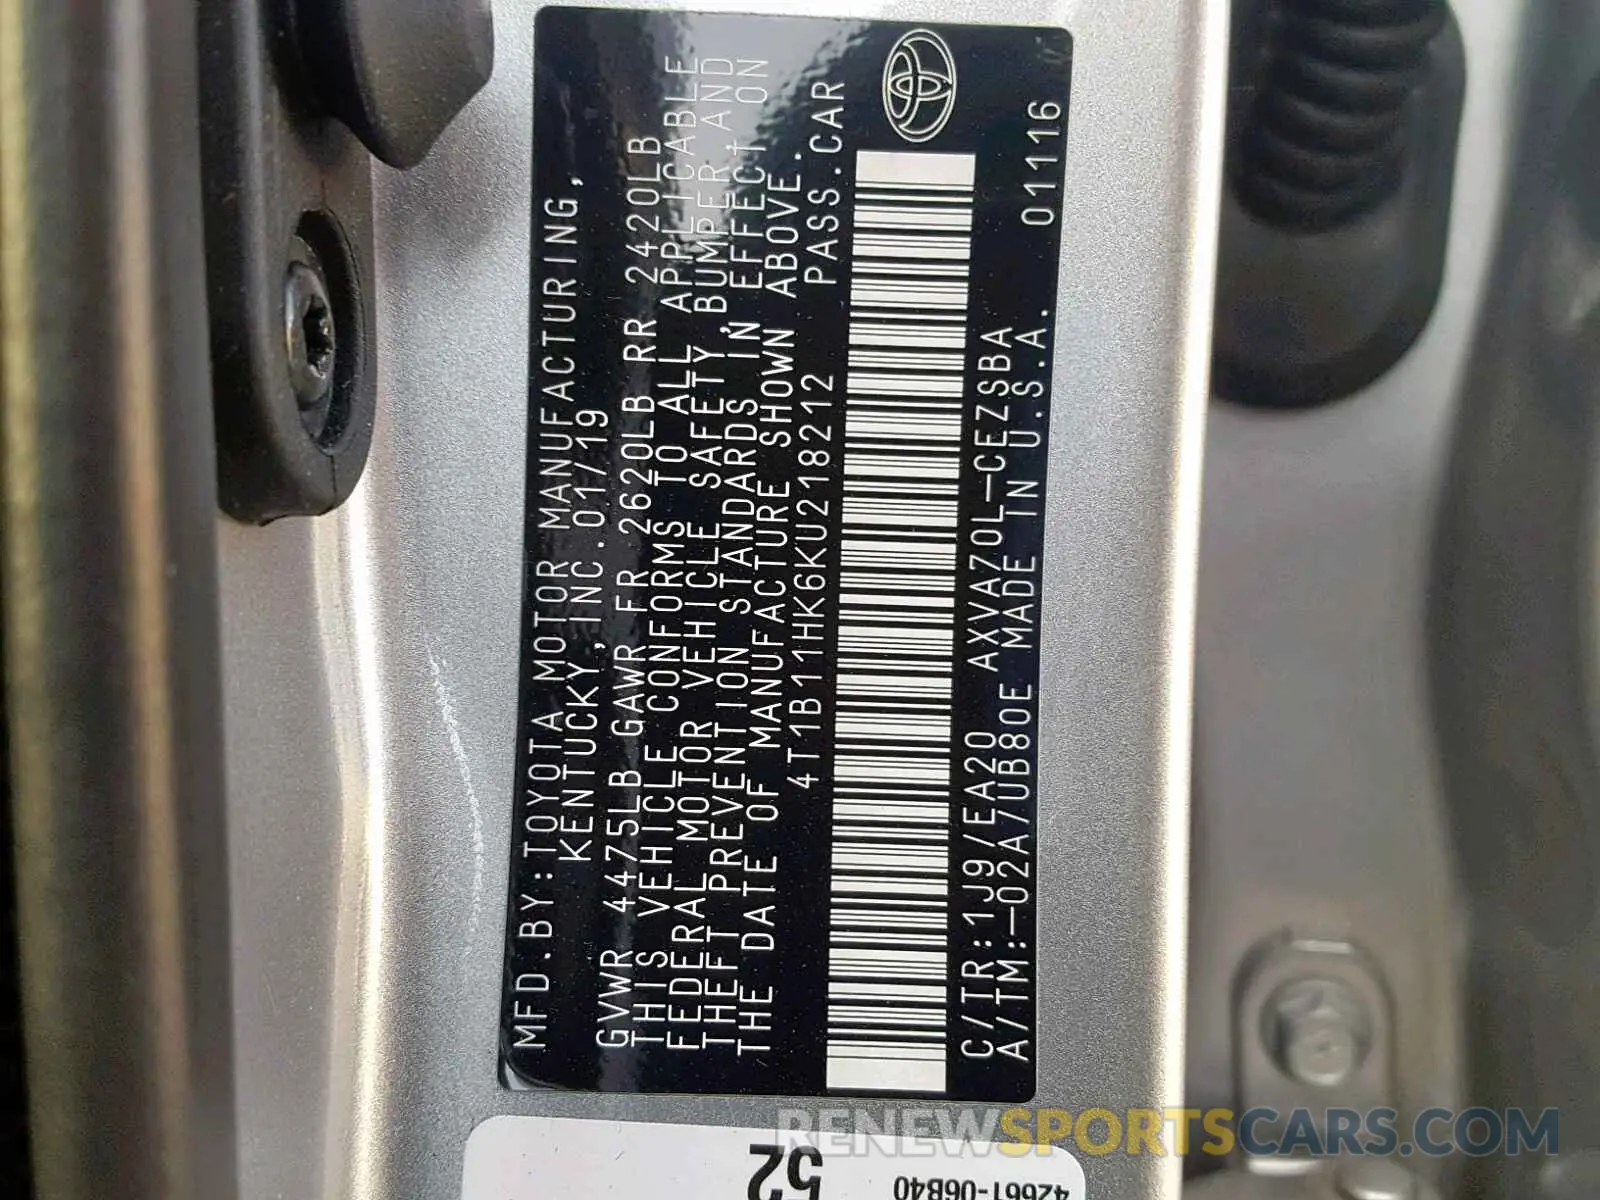 MFD.BY:TOYOTA MOTOR MANUFACTURING,
KENTUCKY,INC.01/19
GVWR 4475LB GAWR FR 2620LB RR 2420LB
THIS VEHICLE CONFORMS TO ALL APPLICABLE
FEDERAL MOTOR VEHICLE SAFETY,BUMPER,AND
THEFT PREVENTION STANDARDS IN EFFECT ON
THE DATE OF MANUFACTURE SHOWN ABOVE.
4T1B11HK6KU218212 PASS.CAR
C/TR:1J9/EA20 AXVA70L-CEZSBA
A/TM:-02A/UB80E MADE IN U.S.A. 01116
52
42661-06B40
RENEWSPORTSCARS.COM